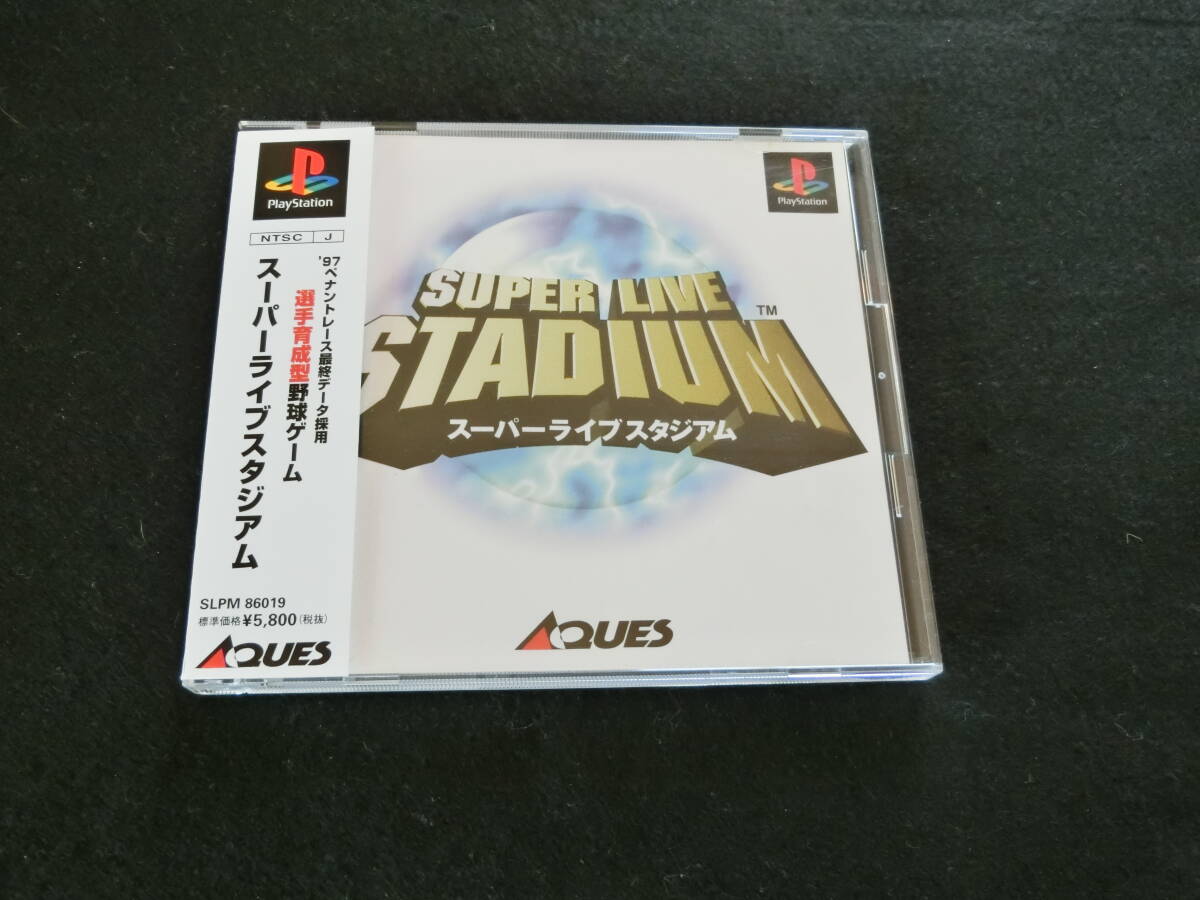 PlayStation
NTSC J
'97ペナントレース最終データ採用
選手育成型野球ゲーム
スーパーライブスタジアム
SLPM 86019
標準価格¥5,800(税抜)
AQUES
PlayStation
SUPER LIVE
STADIUM TM
スーパーライブスタジアム
AQUES